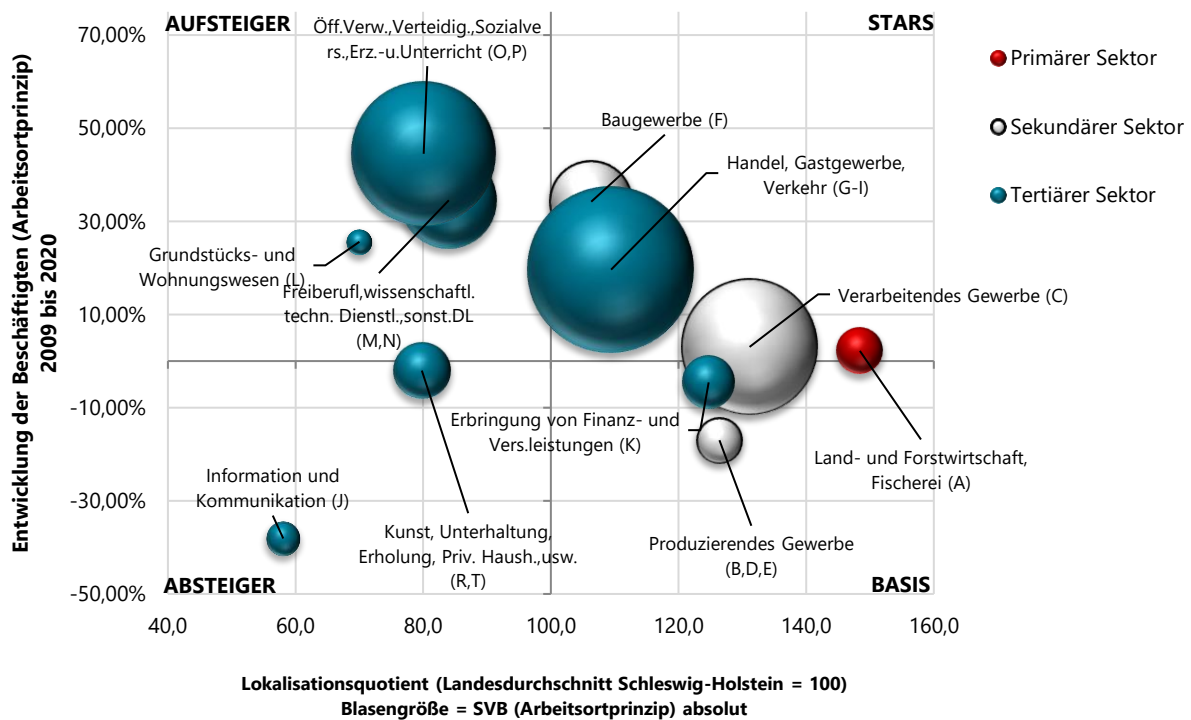 AUFSTEIGER
STARS
Öff.Verw.,Verteidig.,Sozialve
rs.,Erz.-u.Unterricht (O,P)
70,00%
50,00%
30,00%
10,00%
-10,00%
-30,00%
-50,00%
Entwicklung der Beschäftigten (Arbeitsortprinzip)
2009 bis 2020
Baugewerbe (F)
Handel, Gastgewerbe,
Verkehr (G-I)
Grundstücks- und
Wohnungswesen (L)
Freiberufl,wissenschaftl.
techn. Dienstl.,sonst.DL
(M,N)
Verarbeitendes Gewerbe (C)
Erbringung von Finanz- und
Vers.leistungen (K)
Land- und Forstwirtschaft,
Fischerei (A)
Information und
Kommunikation (J)
Kunst, Unterhaltung,
Erholung, Priv. Haush.,usw.
(R,T)
Produzierendes Gewerbe
(B,D,E)
ABSTEIGER
BASIS
40,0
60,0
80,0
100,0
120,0
140,0
160,0
Lokalisationsquotient (Landesdurchschnitt Schleswig-Holstein = 100)
Blasengröße = SVB (Arbeitsortprinzip) absolut
Primärer Sektor
Sekundärer Sektor
Tertiärer Sektor